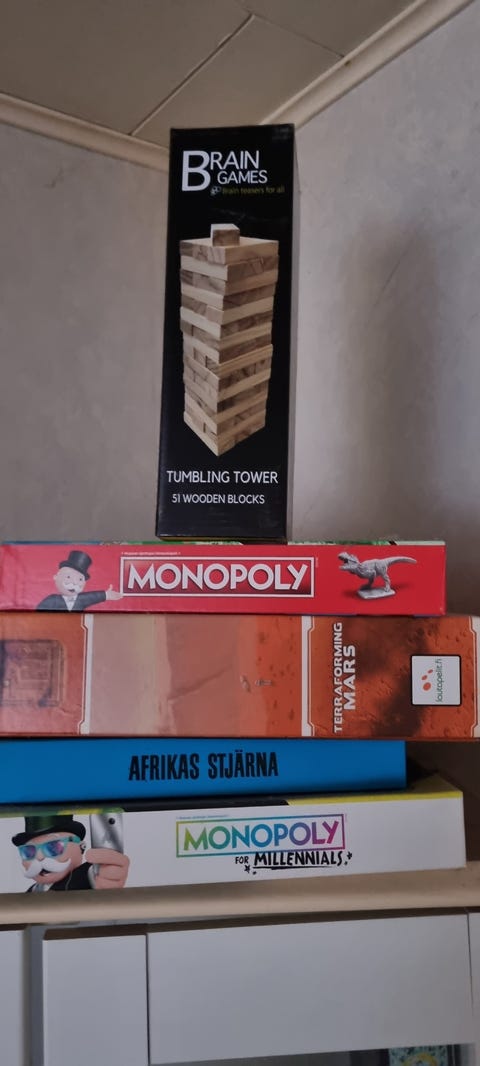 BRAIN
GAMES
Brain teasers for all
TUMBLING TOWER
51 WOODEN BLOCKS
MONOPOLY
TERRAFORMING
MARS
lautapelit.fi
AFRIKAS STJÄRNA
MONOPOLY
FOR MILLENNIALS